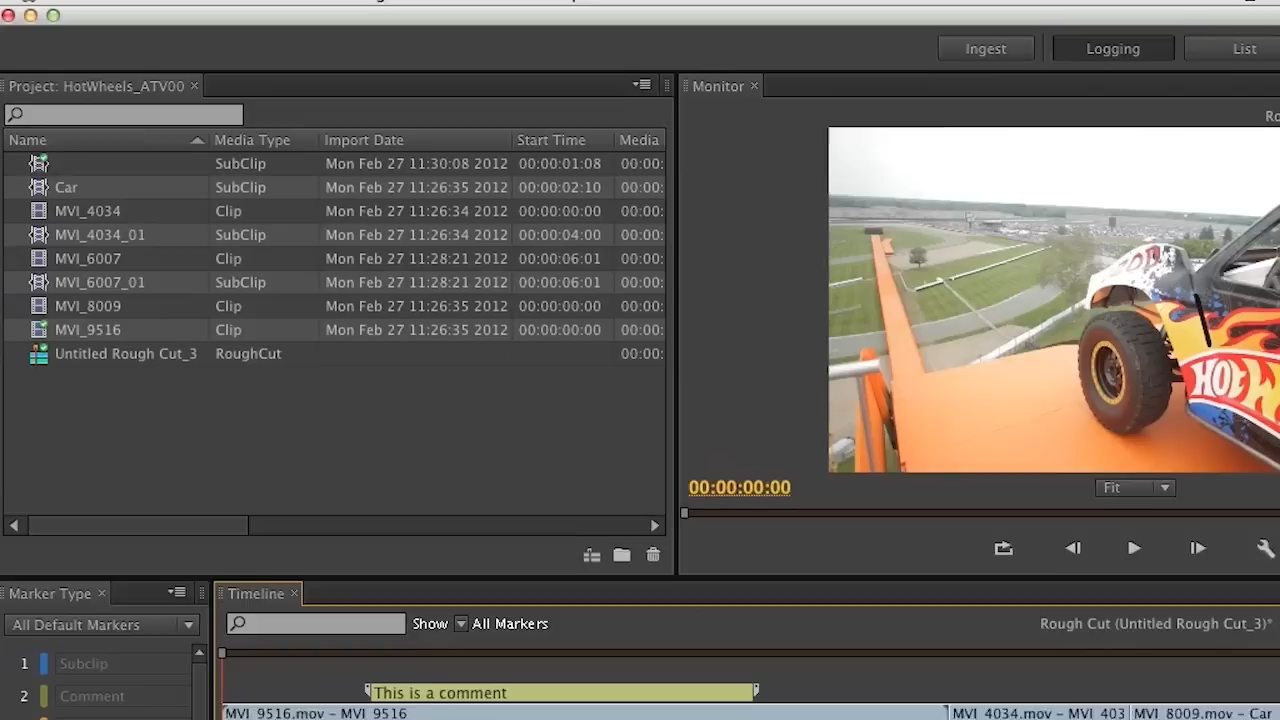 Ingest Logging List
Project: HotWheels_ATV00 ×
Monitor ×
Name Media Type Import Date Start Time Media
SubClip Mon Feb 27 11:30:08 2012 00:00:01:08 00:00:
Car SubClip Mon Feb 27 11:26:35 2012 00:00:02:10 00:00:
MVI_4034 Clip Mon Feb 27 11:26:34 2012 00:00:00:00 00:00:
MVI_4034_01 SubClip Mon Feb 27 11:26:35 2012 00:00:04:00 00:00:
MVI_6007 Clip Mon Feb 27 11:28:21 2012 00:00:06:01 00:00:
MVI_6007_01 SubClip Mon Feb 27 11:28:21 2012 00:00:06:01 00:00:
MVI_8009 Clip Mon Feb 27 11:26:35 2012 00:00:00:00 00:00:
MVI_9516 Clip Mon Feb 27 11:26:35 2012 00:00:00:00 00:00:
Untitled Rough Cut_3 RoughCut 00:00:
Ro
HOT W
00:00:00:00
Fit
Marker Type ×
All Default Markers
1 Subclip
2 Comment
Timeline ×
Show All Markers
Rough Cut (Untitled Rough Cut_3)*
This is a comment
MVI_9516.mov - MVI_9516 MVI_4034.mov - MVI_403 MVI_8009.mov - Car